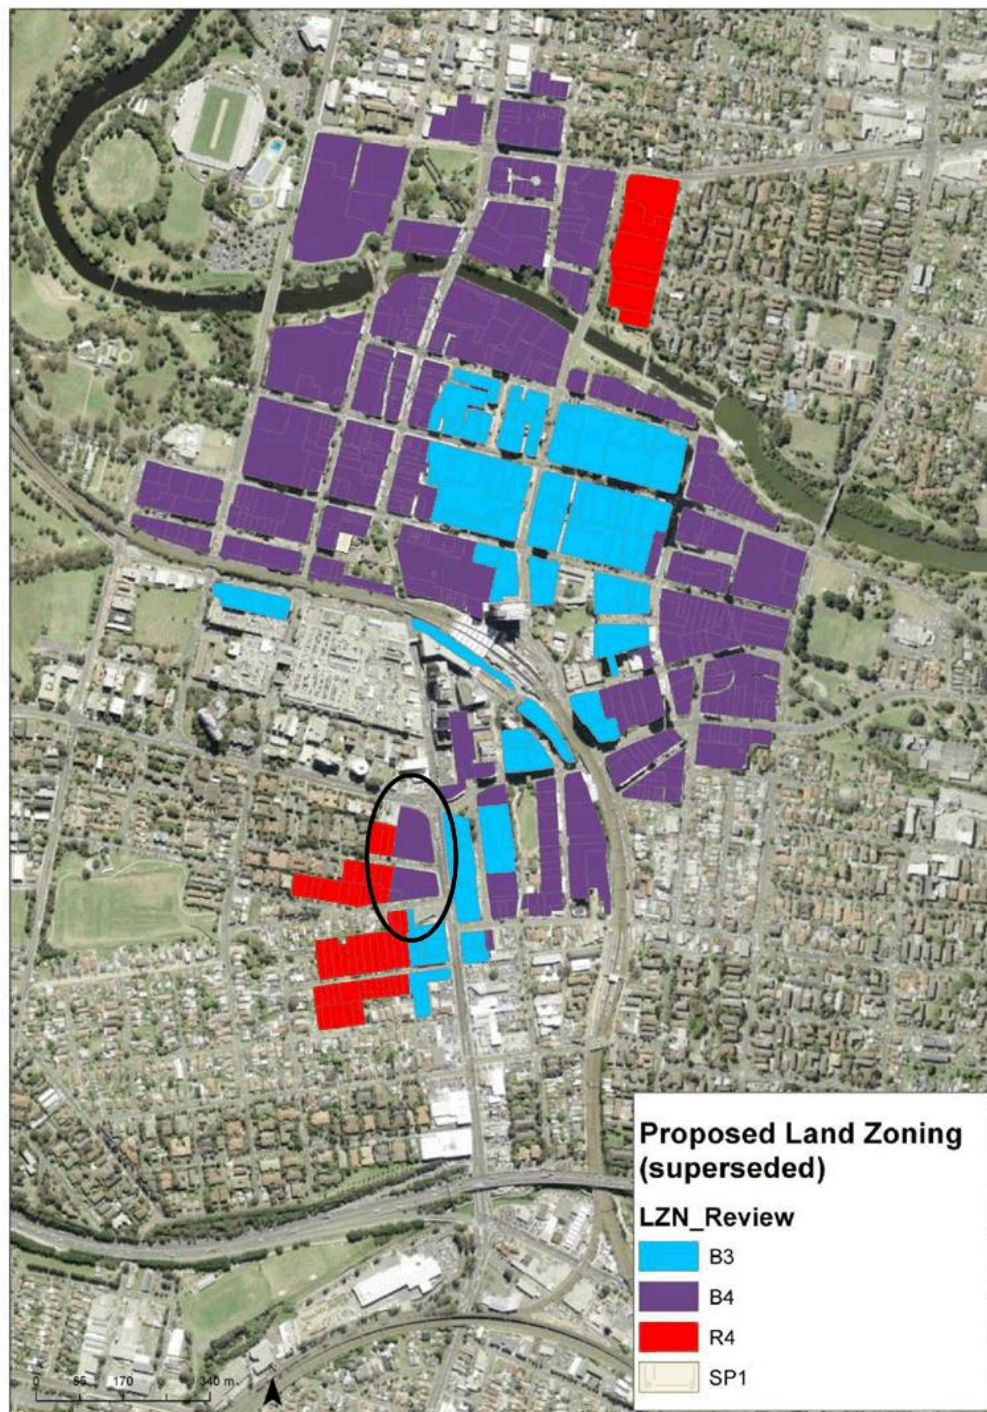 Proposed Land Zoning
(superseded)
LZN_Review
B3
B4
R4
SP1
0 85 170 340 m
N